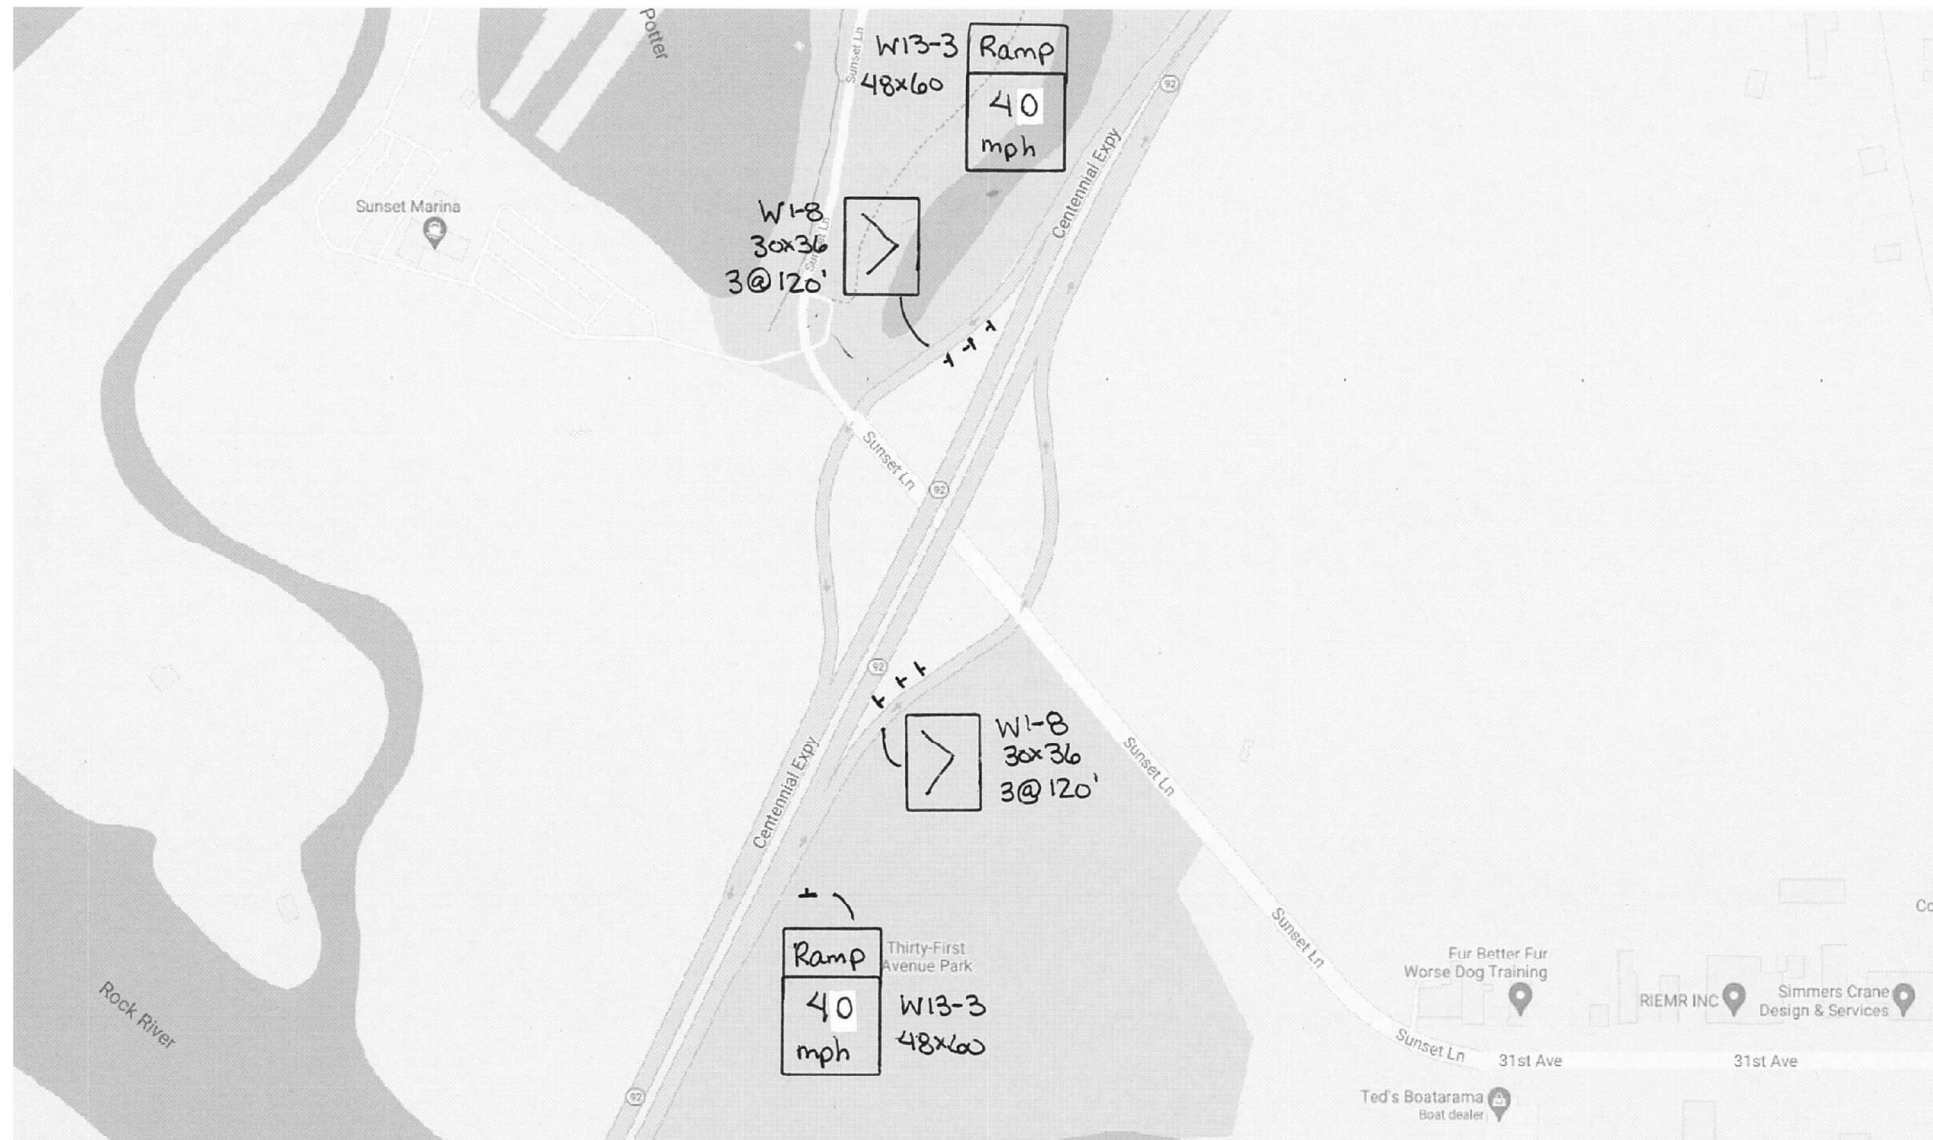 Potter
Sunset Ln
W13-3
48x60
Ramp
40
mph
92
Centennial Expy
Sunset Marina
W1-8
30x36
3@120'
Sunset Ln
Sunset Ln
92
92
W1-8
30x36
3@120'
Sunset Ln
Centennial Expy
Ramp
40
mph
Thirty-First
Avenue Park
W13-3
48x60
Sunset Ln
Co
Fur Better Fur
Worse Dog Training
RIEMR INC
Simmers Crane
Design & Services
Rock River
Sunset Ln
31st Ave
31st Ave
92
Ted's Boatarama
Boat dealer